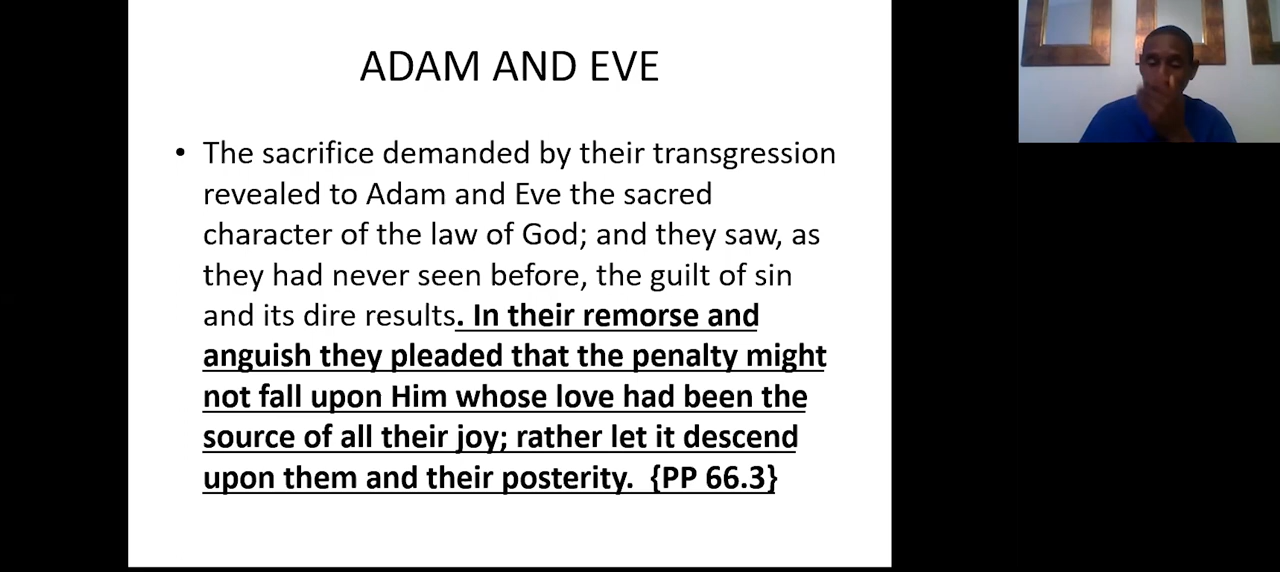 ADAM AND EVE
• The sacrifice demanded by their transgression
revealed to Adam and Eve the sacred
character of the law of God; and they saw, as
they had never seen before, the guilt of sin
and its dire results. In their remorse and
anguish they pleaded that the penalty might
not fall upon Him whose love had been the
source of all their joy; rather let it descend
upon them and their posterity.  {PP 66.3}